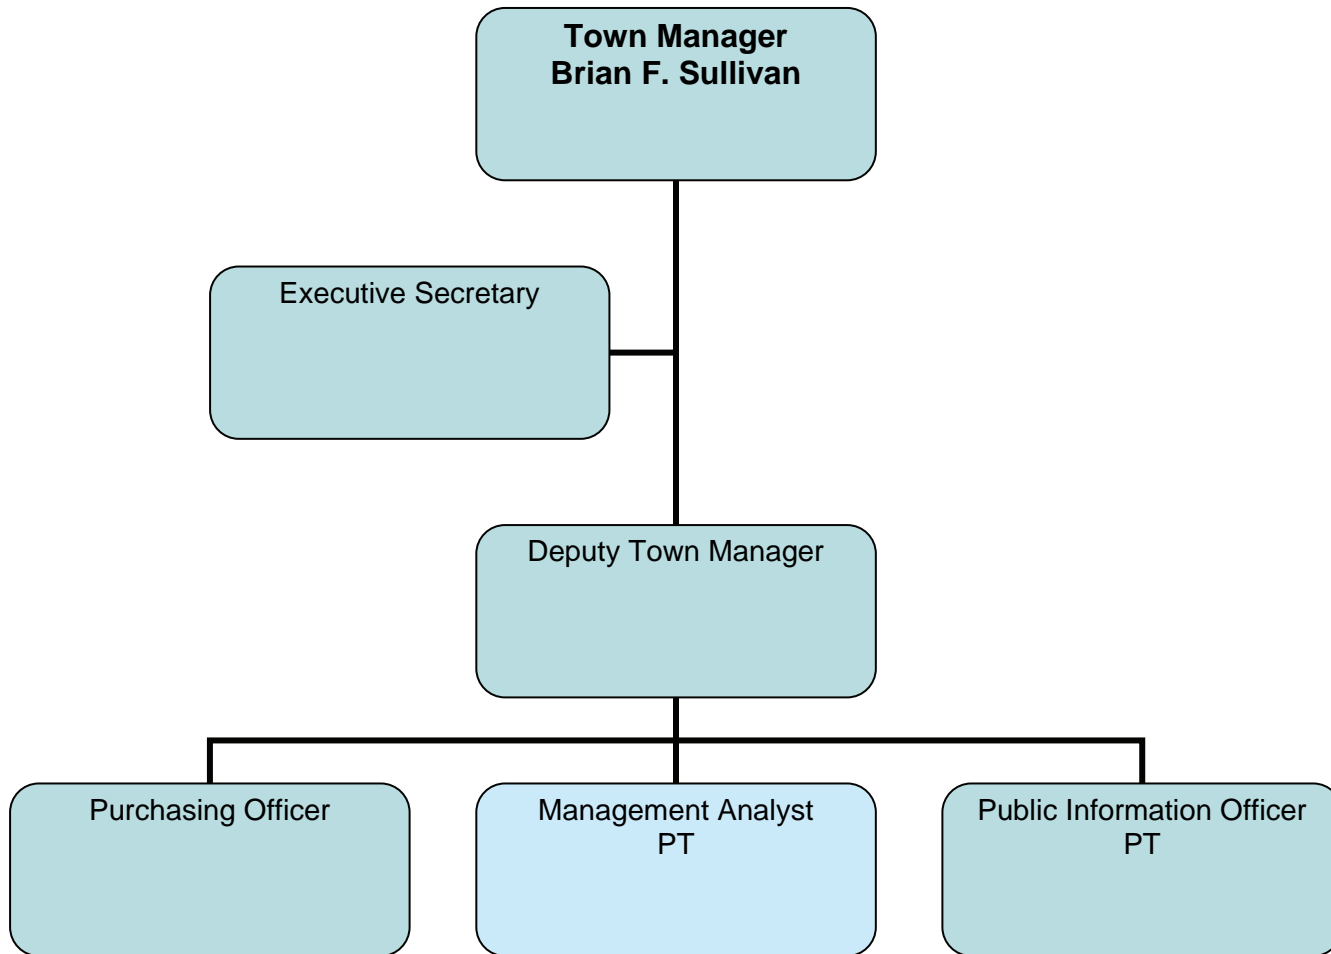 Town Manager
Brian F. Sullivan
Executive Secretary
Deputy Town Manager
Purchasing Officer
Management Analyst
PT
Public Information Officer
PT